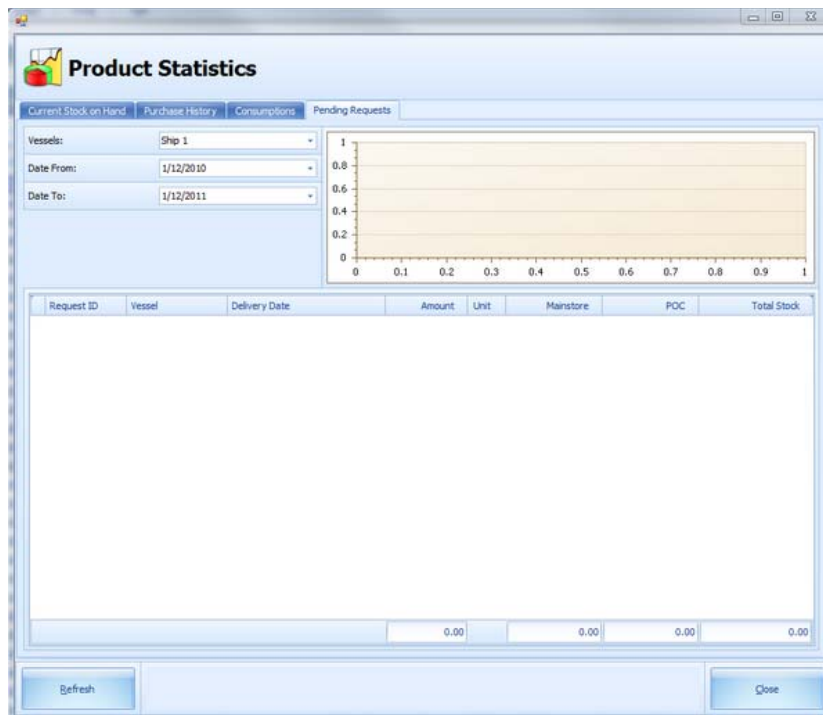 Product Statistics
Current Stock on Hand Purchase History Consumptions Pending Requests
Vessels: Ship 1
Date From: 1/12/2010
Date To: 1/12/2011
1
0.8
0.6
0.4
0.2
0
0 0.1 0.2 0.3 0.4 0.5 0.6 0.7 0.8 0.9 1
Request ID Vessel Delivery Date Amount Unit Mainstore POC Total Stock
0.00 0.00 0.00 0.00
Refresh Close